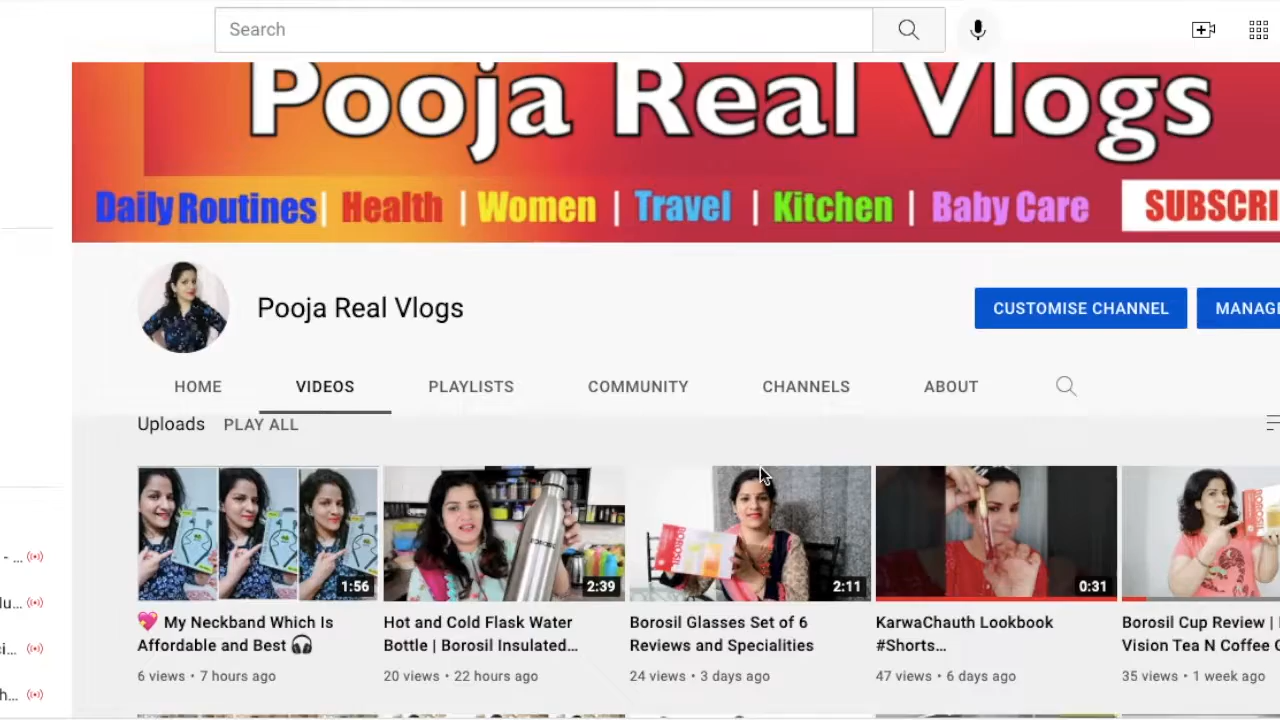 Search
Pooja Real Vlogs
Daily Routines | Health | Women | Travel | Kitchen | Baby Care
SUBSCRI
Pooja Real Vlogs
CUSTOMISE CHANNEL
MANAGE
HOME VIDEOS PLAYLISTS COMMUNITY CHANNELS ABOUT
Uploads PLAY ALL
1:56
2:39
BOROSIL
2:11
BOROSIL
0:31
💖 My Neckband Which Is
Affordable and Best 🎧
6 views • 7 hours ago
Hot and Cold Flask Water
Bottle | Borosil Insulated...
20 views • 22 hours ago
Borosil Glasses Set of 6
Reviews and Specialities
24 views • 3 days ago
KarwaChauth Lookbook
#Shorts...
47 views • 6 days ago
Borosil Cup Review |
Vision Tea N Coffee
35 views • 1 week ago